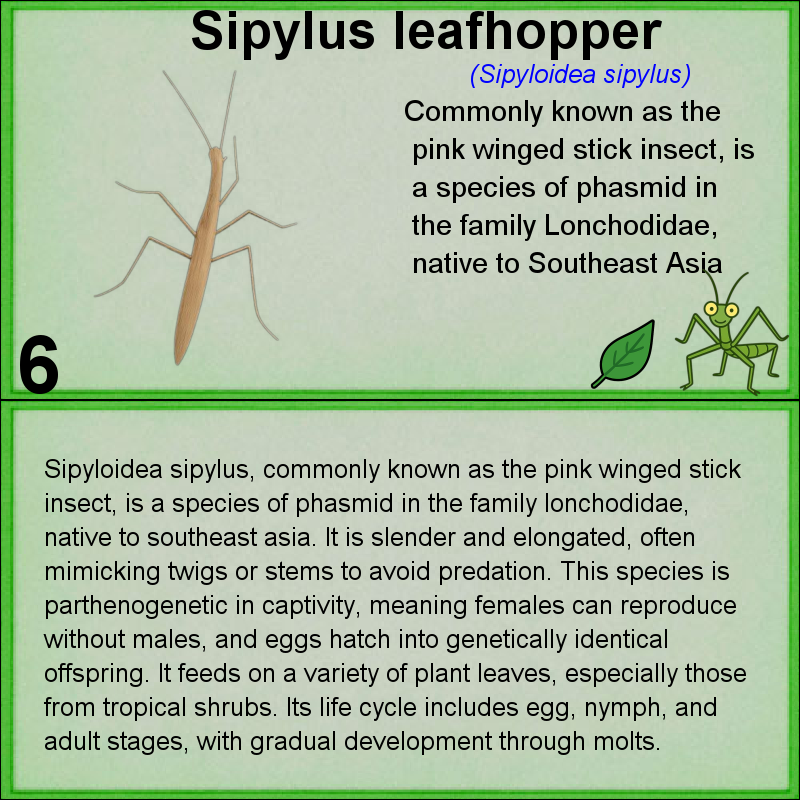 Sipylus leafhopper
(Sipyloidea sipylus)
Commonly known as the
pink winged stick insect, is
a species of phasmid in
the family Lonchodidae,
native to Southeast Asia
6
Sipyloidea sipylus, commonly known as the pink winged stick
insect, is a species of phasmid in the family lonchodidae,
native to southeast asia. It is slender and elongated, often
mimicking twigs or stems to avoid predation. This species is
parthenogenetic in captivity, meaning females can reproduce
without males, and eggs hatch into genetically identical
offspring. It feeds on a variety of plant leaves, especially those
from tropical shrubs. Its life cycle includes egg, nymph, and
adult stages, with gradual development through molts.